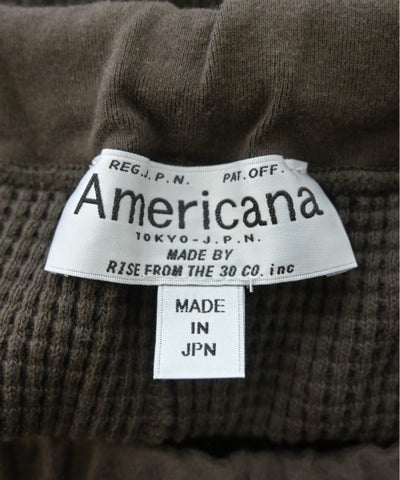 REG.J.P.N. PAT.OFF.
Americana
TOKYO-J.P.N.
MADE BY
RISE FROM THE 30 CO. inc
MADE
IN
JPN